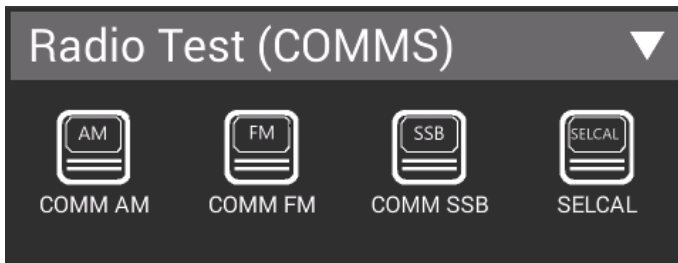 Radio Test (COMMS)
AM FM SSB SELCAL
COMM AM COMM FM COMM SSB SELCAL